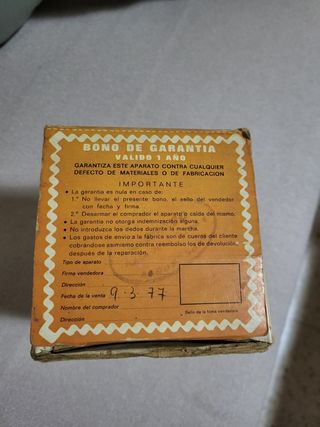 BONO DE GARANTIA
VALIDO 1 AÑO
GARANTIZA ESTE APARATO CONTRA CUALQUIER
DEFECTO DE MATERIALES O DE FABRICACION
IMPORTANTE
● La garantía es nula en caso de:
1.° No llevar el presente bono, el sello del vendedor
con fecha y firma.
2.° Desarmar el comprador el aparato o caída del mismo.
● La garantía no otorga indemnización alguna.
● No introduzca los dedos durante la marcha.
● Los gastos de envío a la fábrica son de cuenta del cliente
cobrándose asimismo contra reembolso los de devolución,
después de la reparación.
Tipo de aparato
Firma vendedora
Dirección
Fecha de la venta 9-3-77
Nombre del comprador
Dirección
Sello de la firma vendedora